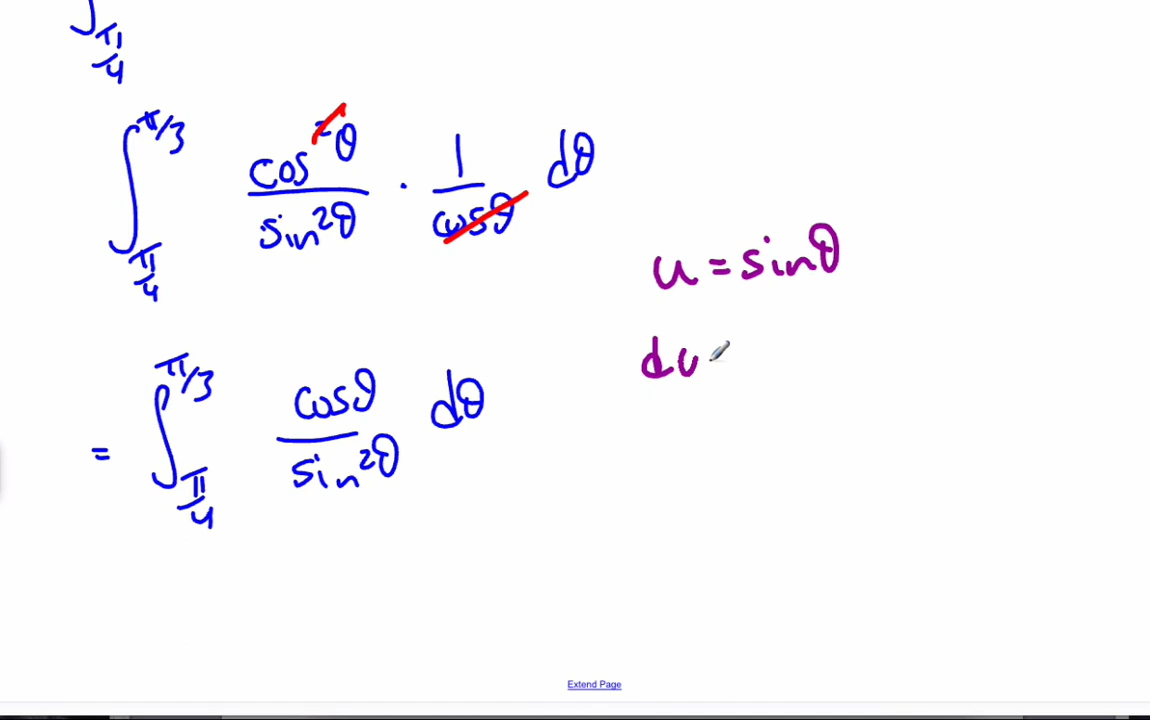 ∫_{π/4}
∫_{π/4}^{π/3} cos²θ/sin²θ · 1/cosθ dθ
u = sinθ
du
= ∫_{π/4}^{π/3} cosθ/sin²θ dθ
Extend Page